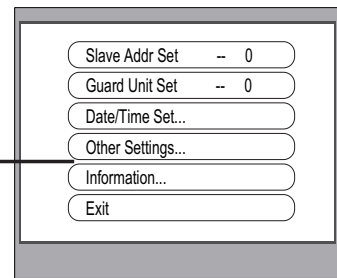 Slave Addr Set -- 0
Guard Unit Set -- 0
Date/Time Set...
Other Settings...
Information...
Exit